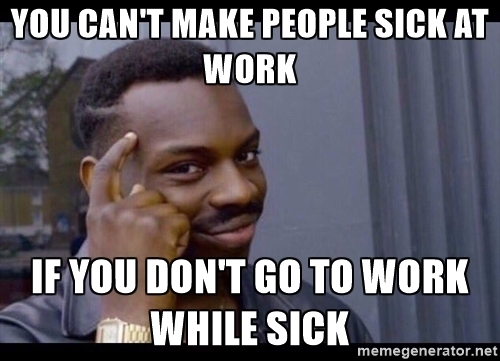 YOU CAN'T MAKE PEOPLE SICK AT
WORK
IF YOU DON'T GO TO WORK
WHILE SICK
memegenerator.net